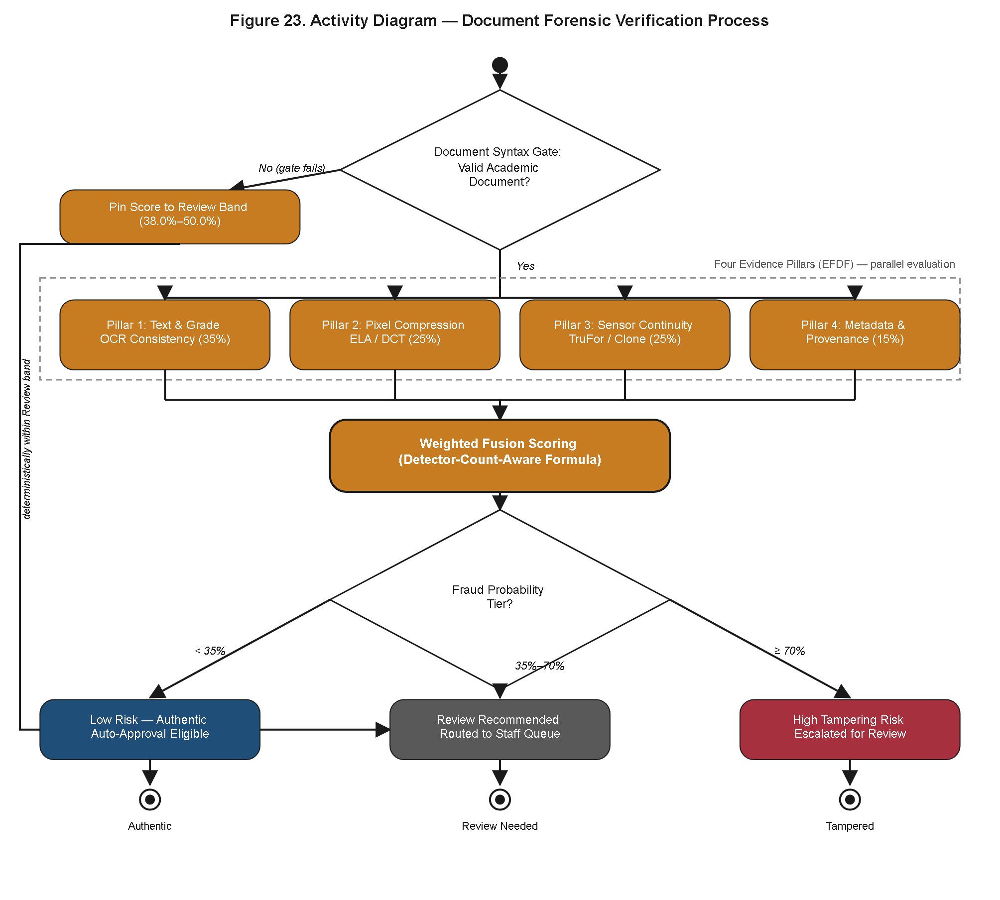 Figure 23. Activity Diagram — Document Forensic Verification Process
Document Syntax Gate:
Valid Academic
Document?
No (gate fails)
Pin Score to Review Band
(38.0%–50.0%)
Yes
Four Evidence Pillars (EFDF) — parallel evaluation
Pillar 1: Text & Grade
OCR Consistency (35%)
Pillar 2: Pixel Compression
ELA / DCT (25%)
Pillar 3: Sensor Continuity
TruFor / Clone (25%)
Pillar 4: Metadata &
Provenance (15%)
deterministically within Review band
Weighted Fusion Scoring
(Detector-Count-Aware Formula)
Fraud Probability
Tier?
< 35%
35%–70%
≥ 70%
Low Risk — Authentic
Auto-Approval Eligible
Review Recommended
Routed to Staff Queue
High Tampering Risk
Escalated for Review
Authentic
Review Needed
Tampered